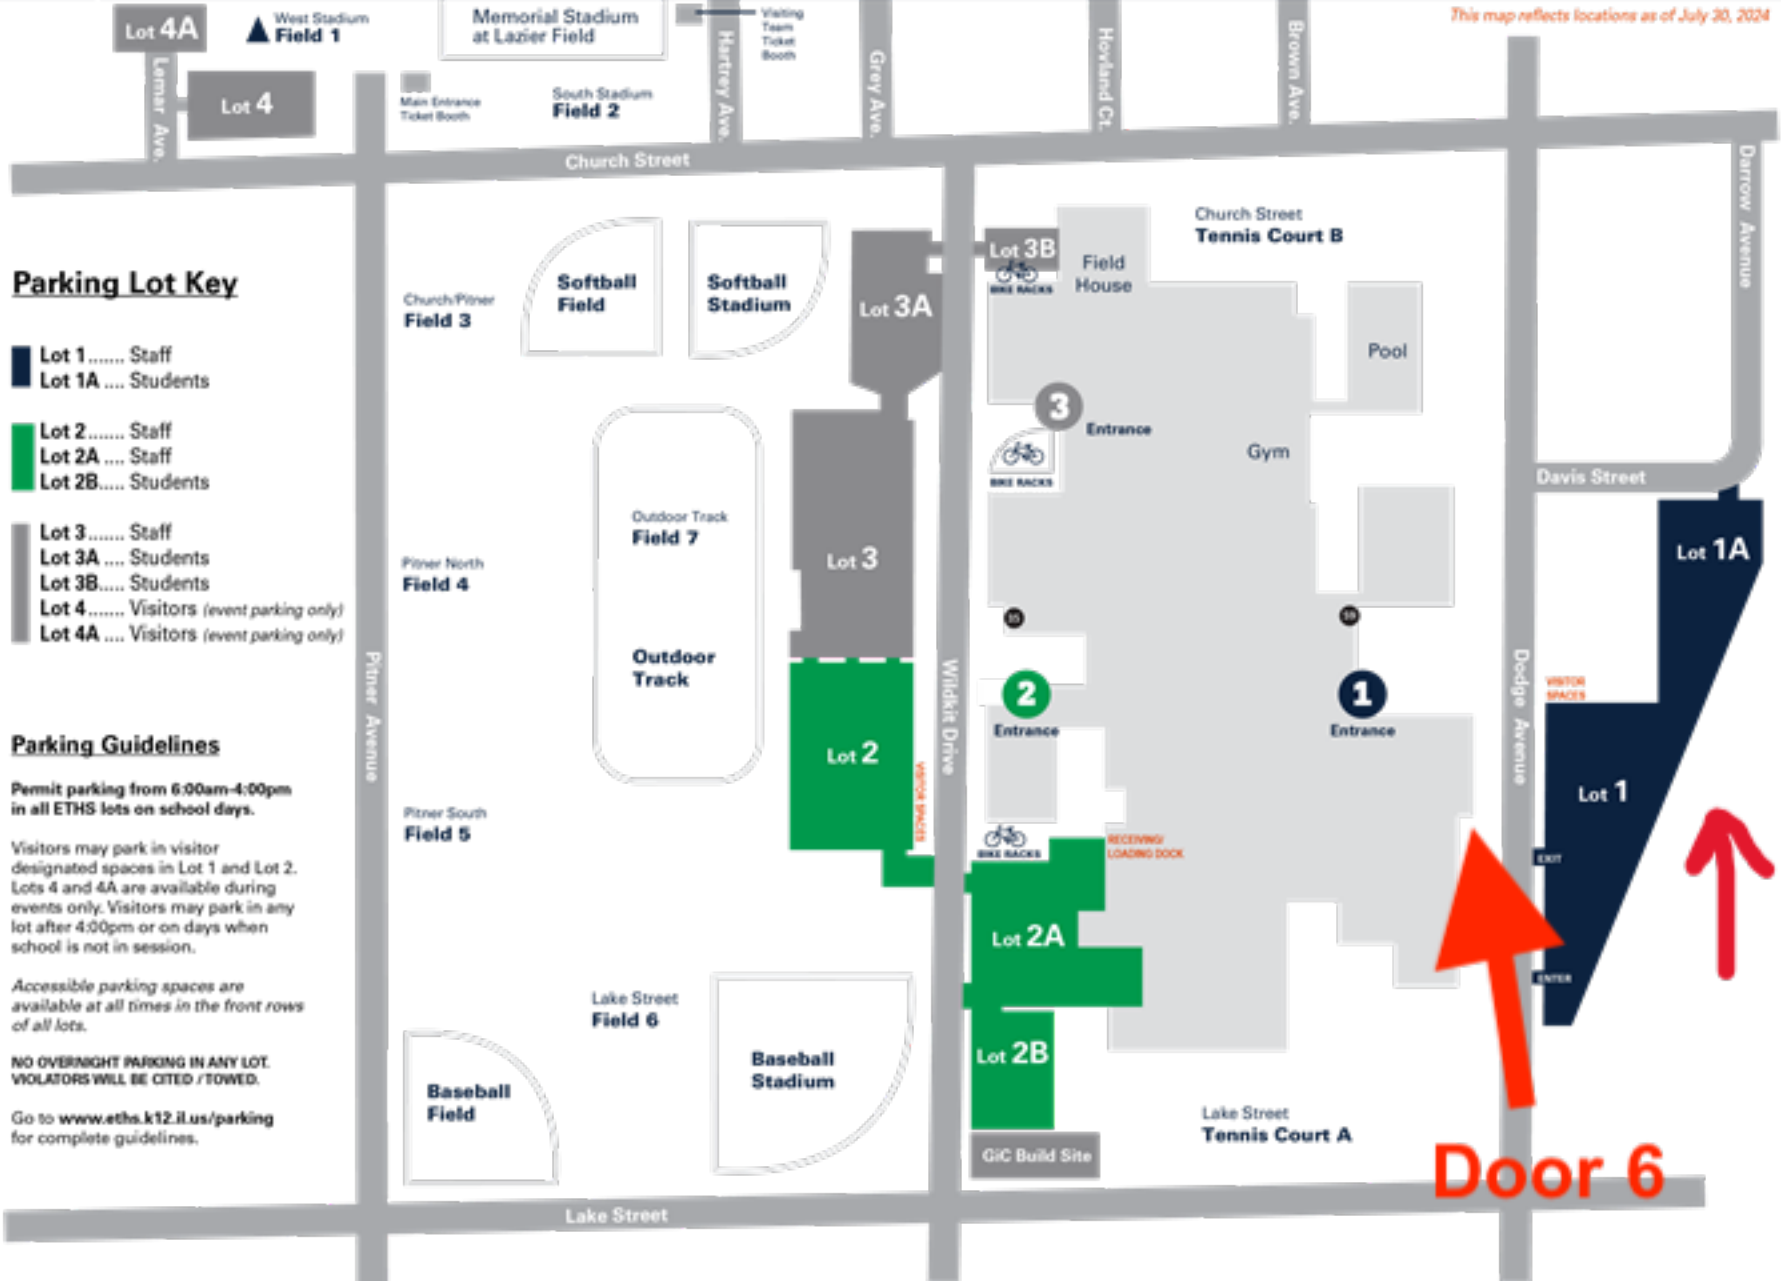 This map reflects locations as of July 30, 2024
Lot 4A
West Stadium
Field 1
Memorial Stadium
at Lazier Field
Visiting
Team
Ticket
Booth
Lemar Ave.
Lot 4
Main Entrance
Ticket Booth
South Stadium
Field 2
Hartrey Ave.
Grey Ave.
Hovland Ct.
Brown Ave.
Church Street
Darrow Avenue
Parking Lot Key
Lot 1....... Staff
Lot 1A .... Students
Lot 2....... Staff
Lot 2A .... Staff
Lot 2B..... Students
Lot 3....... Staff
Lot 3A .... Students
Lot 3B..... Students
Lot 4....... Visitors (event parking only)
Lot 4A .... Visitors (event parking only)
Parking Guidelines
Permit parking from 6:00am-4:00pm
in all ETHS lots on school days.
Visitors may park in visitor
designated spaces in Lot 1 and Lot 2.
Lots 4 and 4A are available during
events only. Visitors may park in any
lot after 4:00pm or on days when
school is not in session.
Accessible parking spaces are
available at all times in the front rows
of all lots.
NO OVERNIGHT PARKING IN ANY LOT.
VIOLATORS WILL BE CITED / TOWED.
Go to www.eths.k12.il.us/parking
for complete guidelines.
Pitner Avenue
Church/Pitner
Field 3
Softball
Field
Softball
Stadium
Lot 3A
Lot 3B
BIKE RACKS
Field
House
Church Street
Tennis Court B
Pool
3
Entrance
BIKE RACKS
Gym
Davis Street
Outdoor Track
Field 7
Lot 3
Lot 1A
Pitner North
Field 4
35
59
Outdoor
Track
Wildkit Drive
2
Entrance
1
Entrance
Dodge Avenue
VISITOR
SPACES
Lot 2
VISITOR SPACES
Lot 1
Pitner South
Field 5
BIKE RACKS
RECEIVING/
LOADING DOCK
EXIT
Lot 2A
ENTER
Lake Street
Field 6
Baseball
Stadium
Lot 2B
Baseball
Field
Lake Street
Tennis Court A
GiC Build Site
Door 6
Lake Street